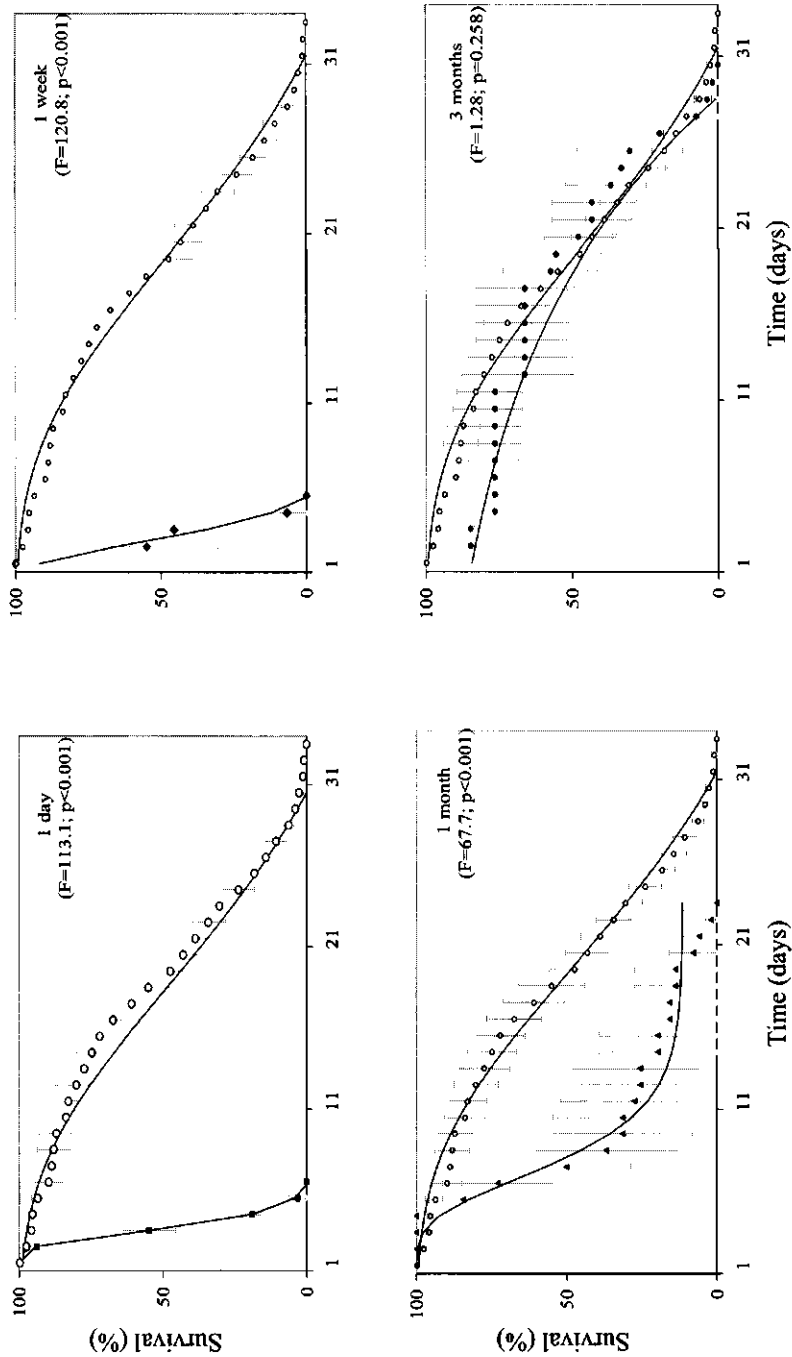 1 day
(F=113.1; p<0.001)
100
50
0
1
11
21
31
Survival (%)
1 week
(F=120.8; p<0.001)
100
50
0
1
11
21
31
1 month
(F=67.7; p<0.001)
100
50
0
1
11
21
31
Survival (%)
Time (days)
3 months
(F=1.28; p=0.258)
100
50
0
1
11
21
31
Time (days)